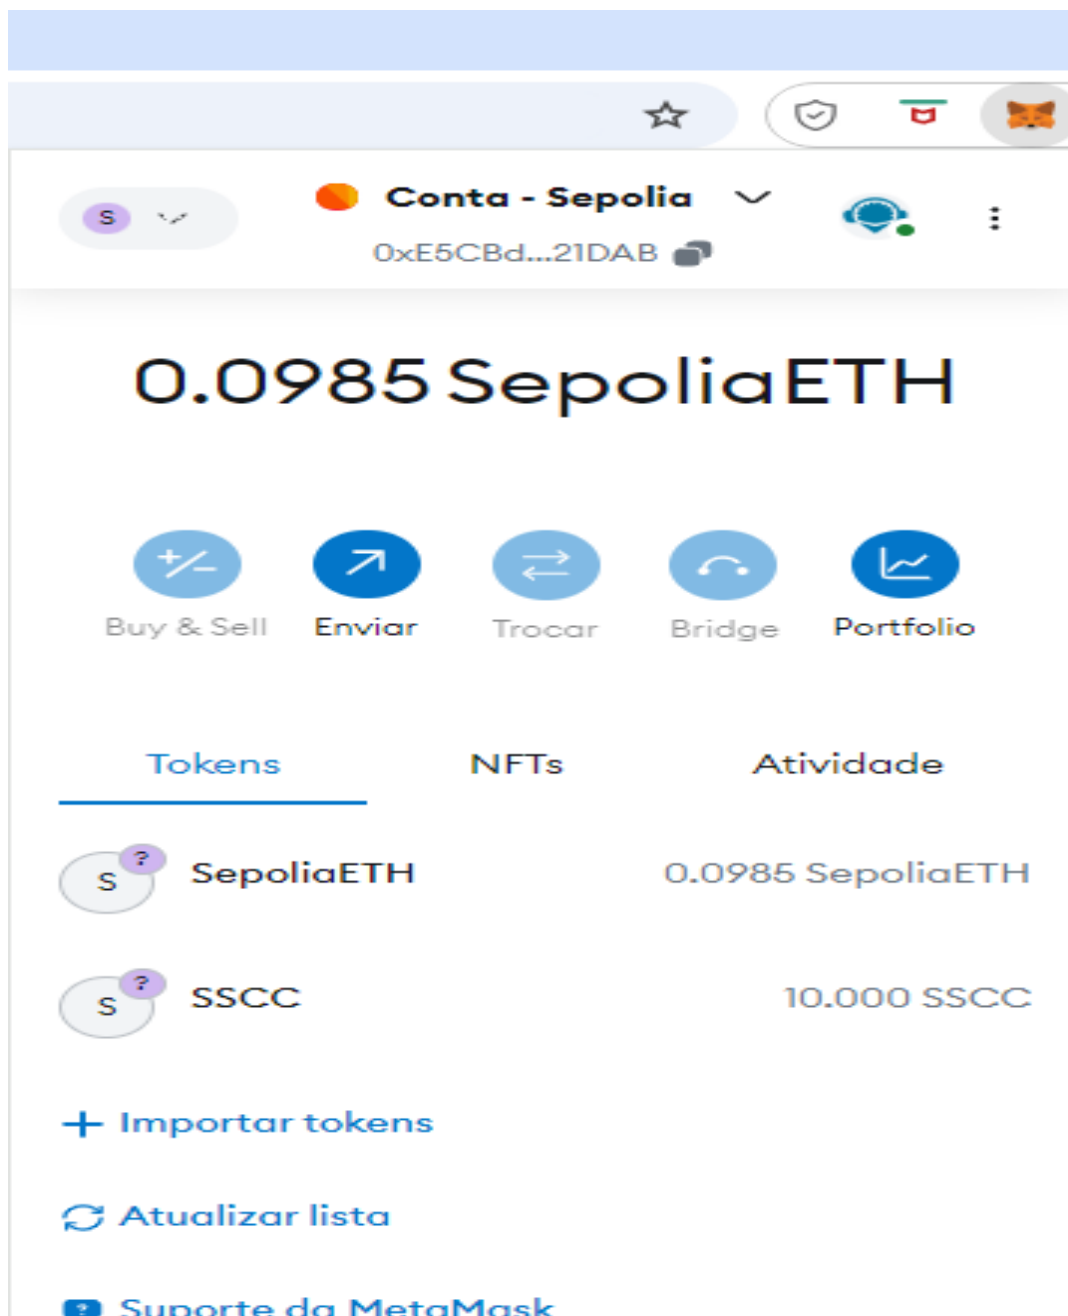 S
Conta - Sepolia
0xE5CBd...21DAB
0.0985 SepoliaETH
Buy & Sell
Enviar
Trocar
Bridge
Portfolio
Tokens
NFTs
Atividade
S ? SepoliaETH 0.0985 SepoliaETH
S ? SSCC 10.000 SSCC
+ Importar tokens
Atualizar lista
? Suporte da MetaMask